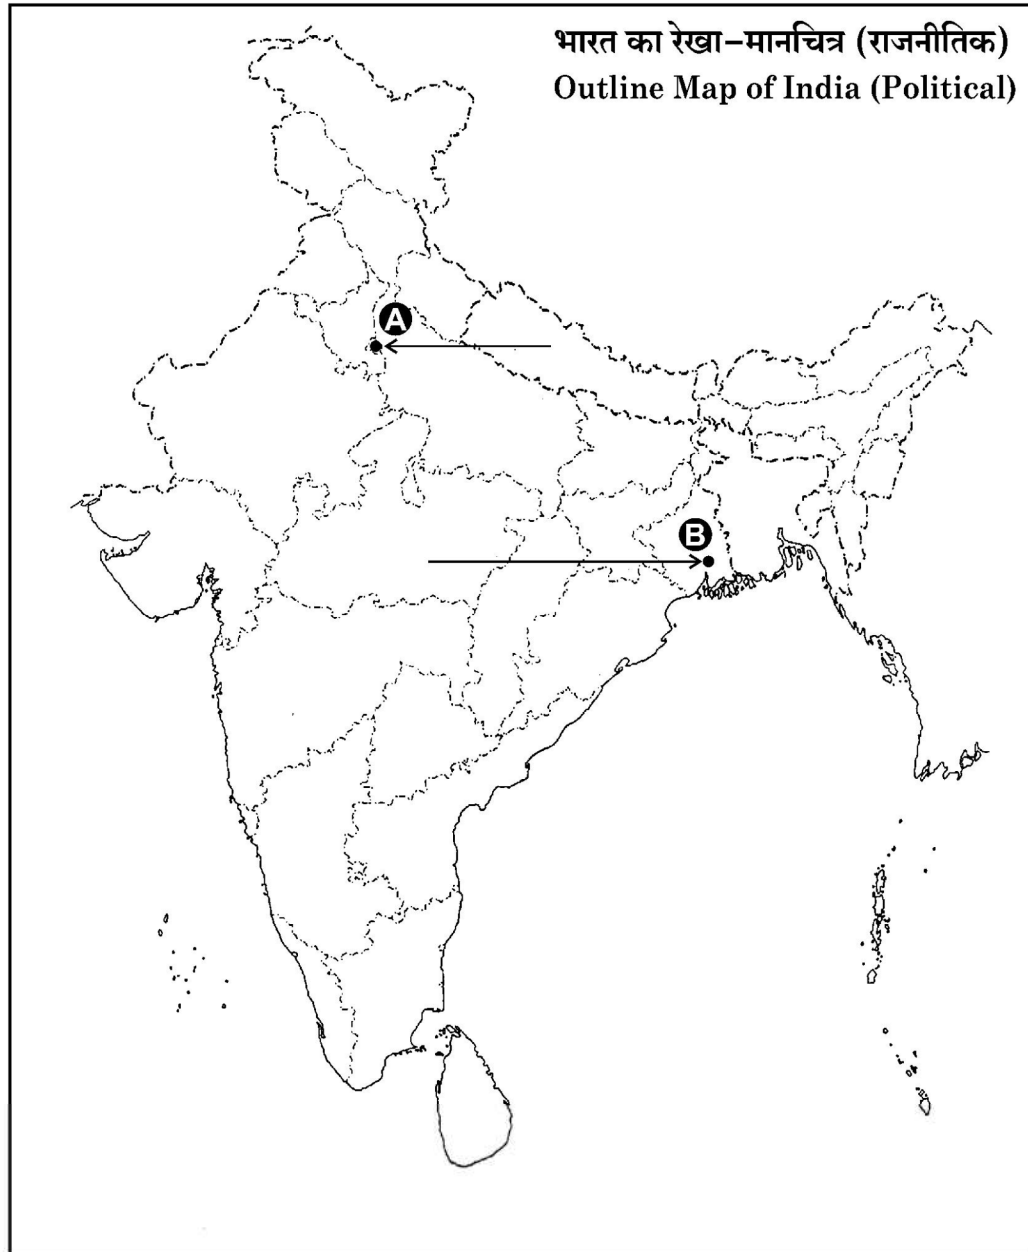 भारत का रेखा-मानचित्र (राजनीतिक)
Outline Map of India (Political)
A
B